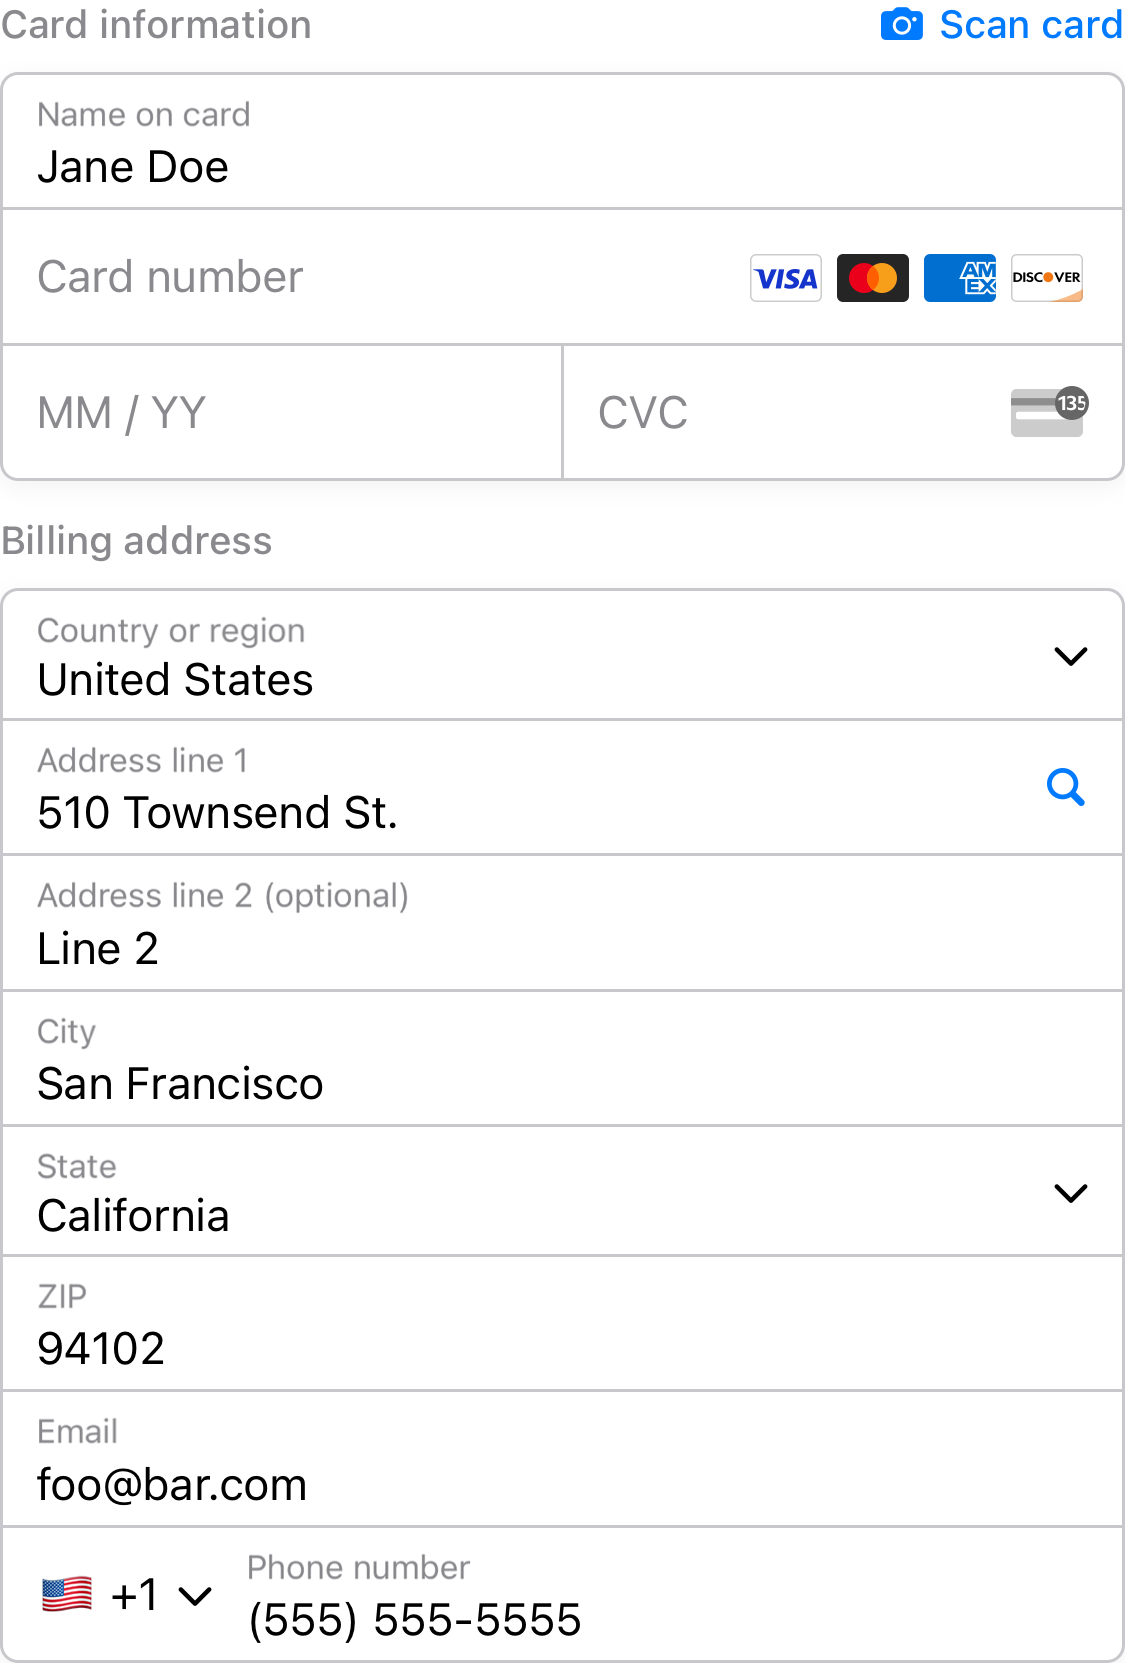 Card information
Scan card
Name on card
Jane Doe
Card number
VISA
AM
EX
DISCOVER
MM / YY
CVC
135
Billing address
Country or region
United States
Address line 1
510 Townsend St.
Address line 2 (optional)
Line 2
City
San Francisco
State
California
ZIP
94102
Email
foo@bar.com
+1
Phone number
(555) 555-5555